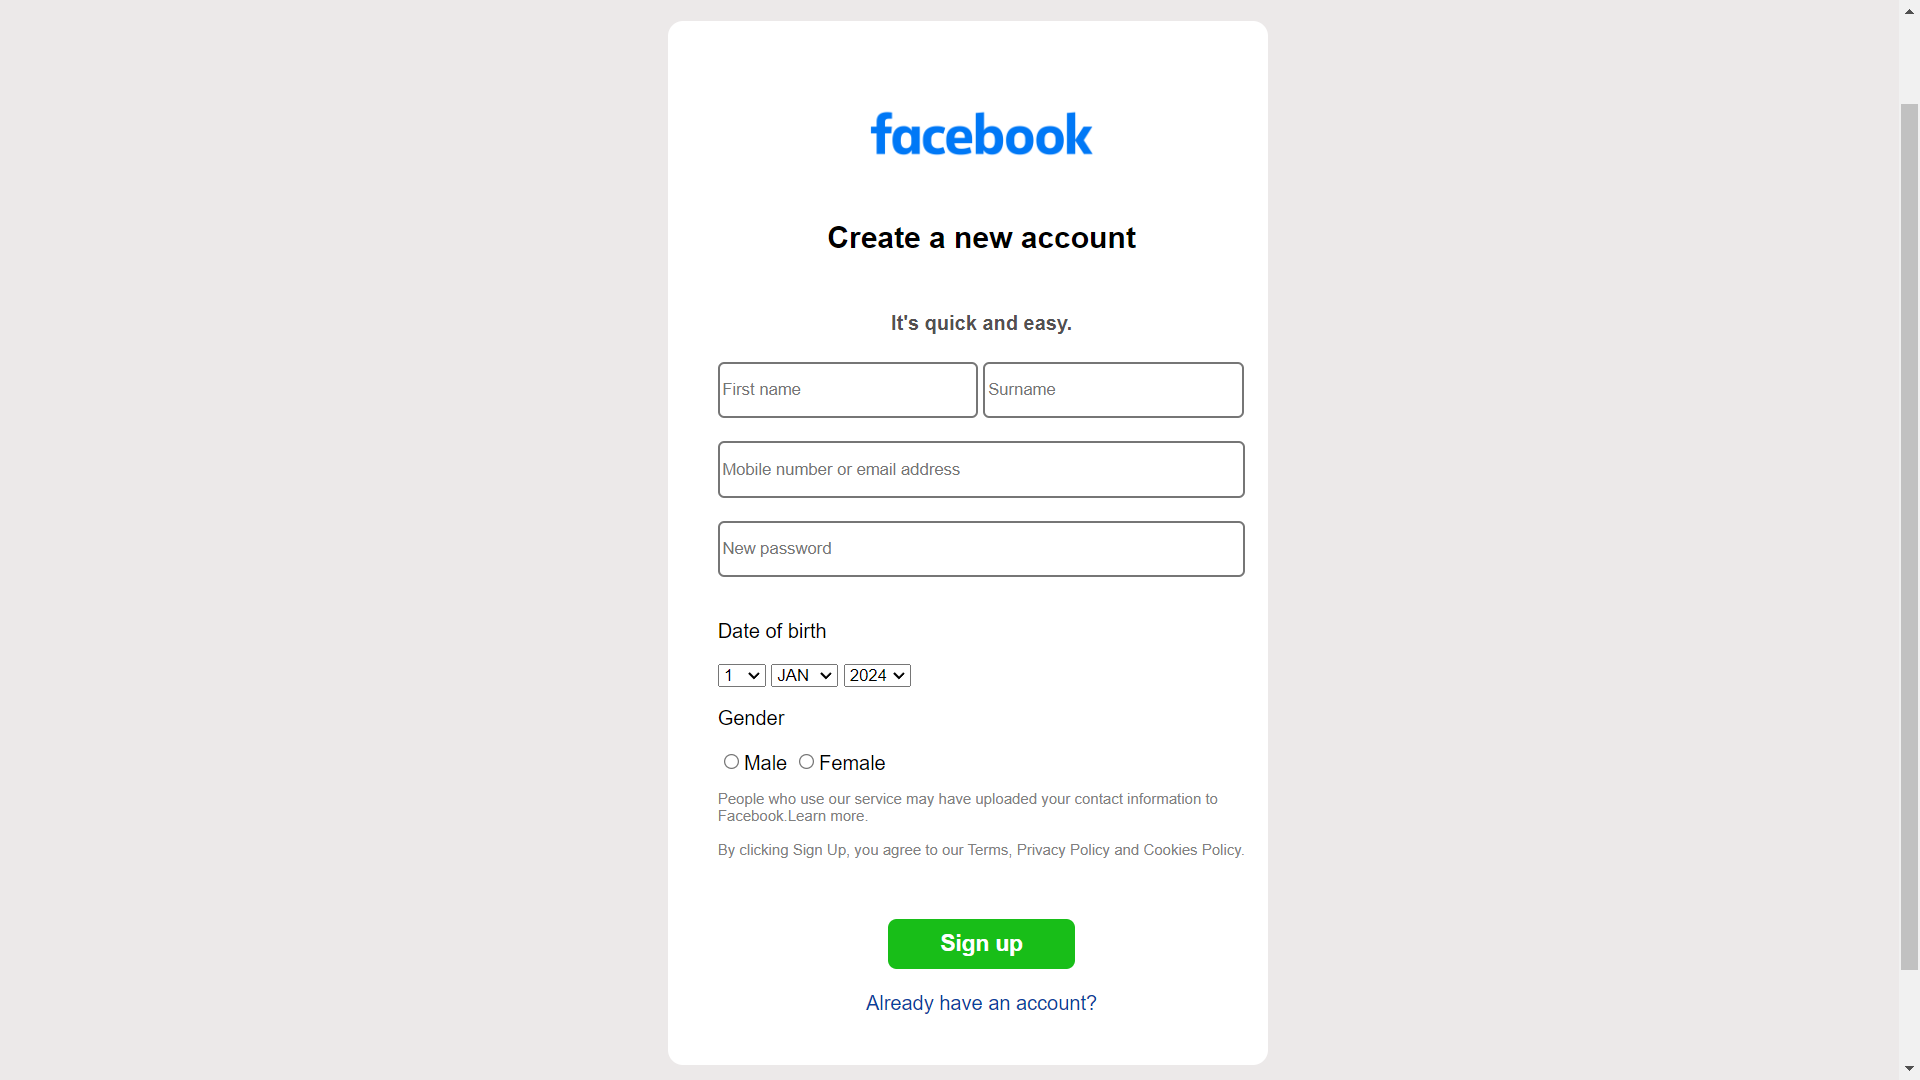 facebook
Create a new account
It's quick and easy.
First name Surname
Mobile number or email address
New password
Date of birth
1 JAN 2024
Gender
Male Female
People who use our service may have uploaded your contact information to
Facebook.Learn more.
By clicking Sign Up, you agree to our Terms, Privacy Policy and Cookies Policy.
Sign up
Already have an account?